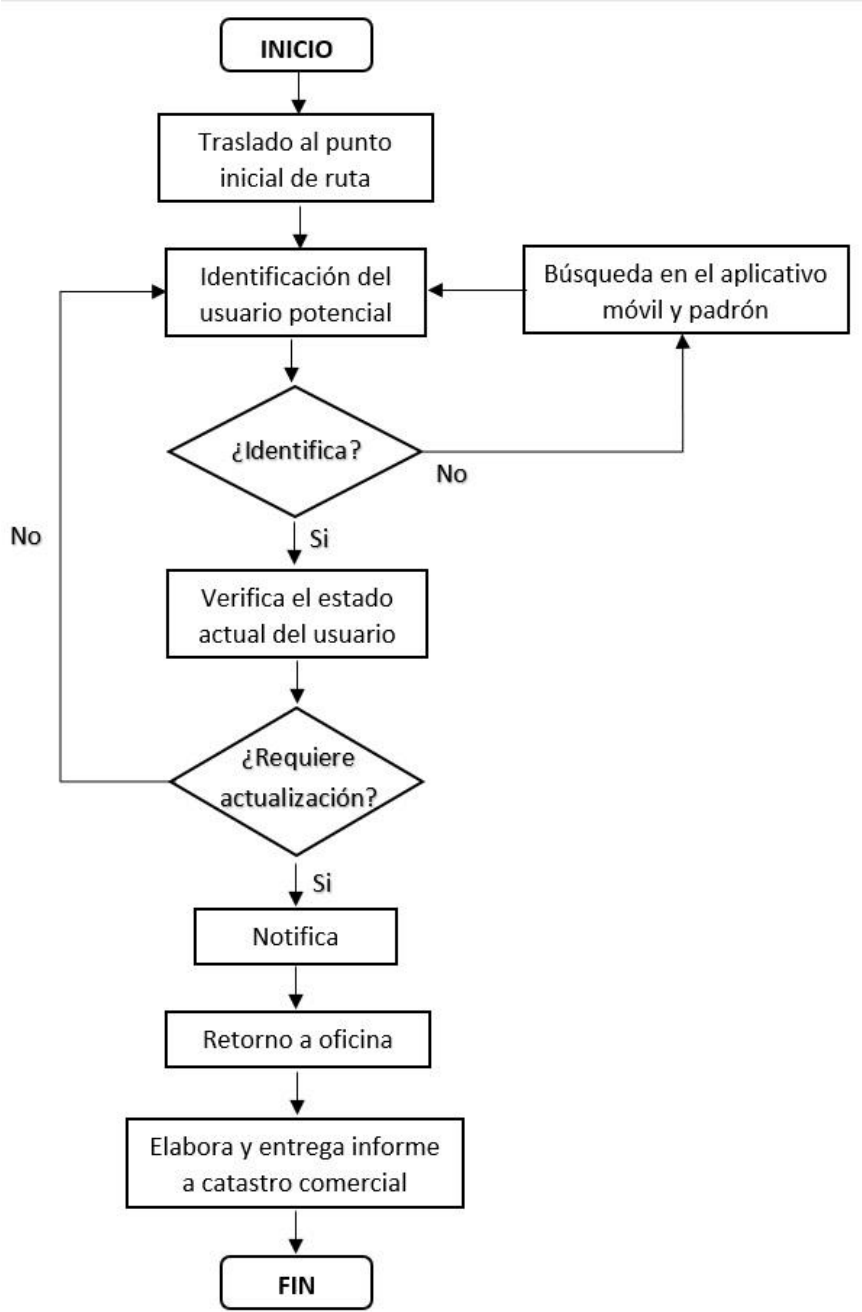 INICIO
Traslado al punto
inicial de ruta
Identificación del
usuario potencial
Búsqueda en el aplicativo
móvil y padrón
¿Identifica?
No
Si
No
Verifica el estado
actual del usuario
¿Requiere
actualización?
Si
Notifica
Retorno a oficina
Elabora y entrega informe
a catastro comercial
FIN